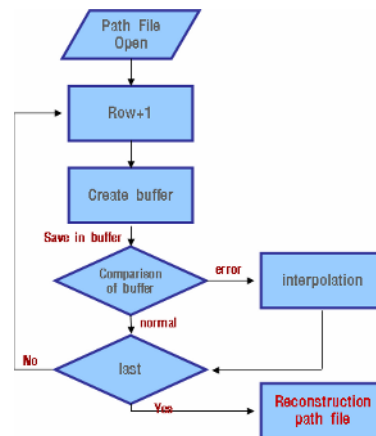 Path File
Open
Row+1
Create buffer
Save in buffer
Comparison
of buffer
error
interpolation
normal
No
last
Yes
Reconstruction
path file